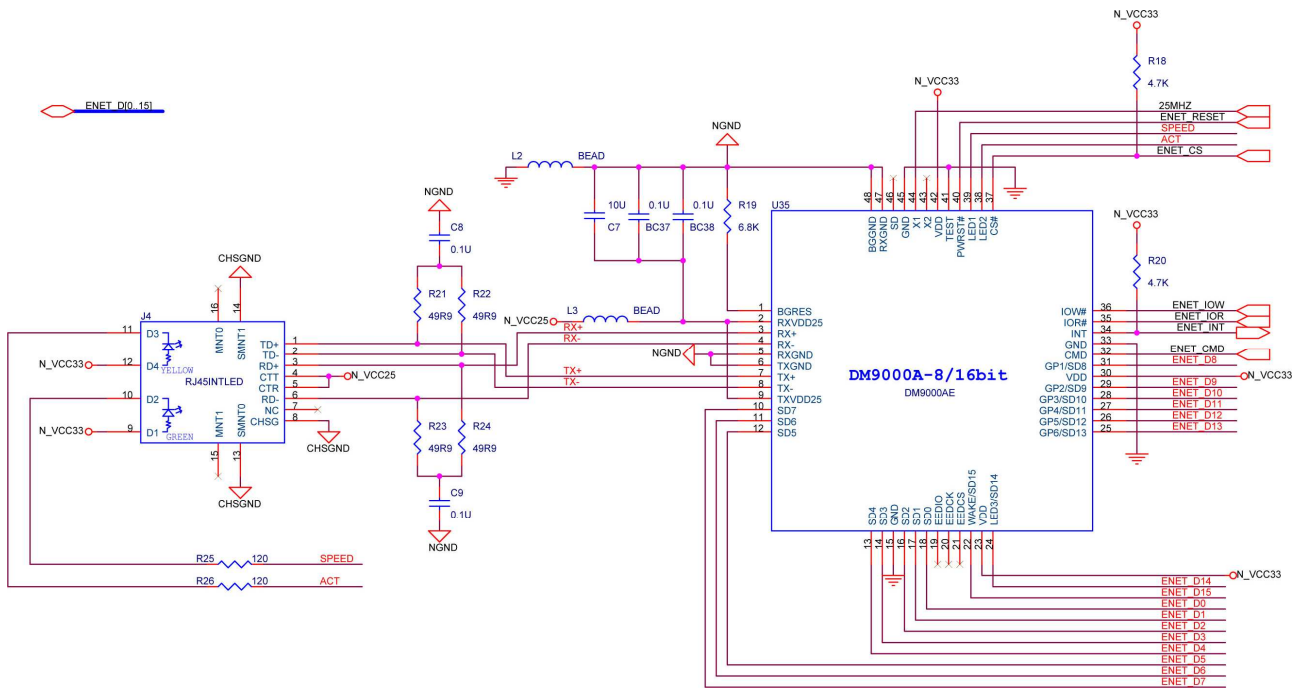 N_VCC33
R18
4.7K
N_VCC33
ENET_D[0..15]
25MHZ
ENET_RESET
SPEED
ACT
ENET_CS
NGND
L2
BEAD
10U
C7
0.1U
BC37
0.1U
BC38
R19
6.8K
U35
48 47 46 45 44 43 42 41 40 39 38 37
BGGND
RXGND
SD
GND
X1
X2
VDD
TEST
PWRST#
LED1
LED2
CS#
N_VCC33
R20
4.7K
NGND
C8
0.1U
CHSGND
R21
49R9
R22
49R9
L3
BEAD
N_VCC25
RX+
RX-
NGND
TX+
TX-
J4
16
14
MNT0
SMNT1
11
D3
12
D4
YELLOW
10
D2
9
D1
GREEN
RJ45INTLED
N_VCC33
N_VCC33
MNT1
SMNT0
15
13
CHSGND
TD+ 1
TD- 2
RD+ 3
CTT 4
CTR 5
RD- 6
NC 7
CHSG 8
N_VCC25
CHSGND
R23
49R9
R24
49R9
C9
0.1U
NGND
R25 120 SPEED
R26 120 ACT
1 BGRES
2 RXVDD25
3 RX+
4 RX-
5 RXGND
6 TXGND
7 TX+
8 TX-
9 TXVDD25
10 SD7
11 SD6
12 SD5
DM9000A-8/16bit
DM9000AE
IOW# 36 ENET_IOW
IOR# 35 ENET_IOR
INT 34 ENET_INT
GND 33
CMD 32 ENET_CMD
GP1/SD8 31 ENET_D8
VDD 30 N_VCC33
GP2/SD9 29 ENET_D9
GP3/SD10 28 ENET_D10
GP4/SD11 27 ENET_D11
GP5/SD12 26 ENET_D12
GP6/SD13 25 ENET_D13
SD4
SD3
GND
SD2
SD1
SD0
EEDIO
EEDCK
EEDCS
WAKE/SD15
VDD
LED3/SD14
13 14 15 16 17 18 19 20 21 22 23 24
N_VCC33
ENET_D14
ENET_D15
ENET_D0
ENET_D1
ENET_D2
ENET_D3
ENET_D4
ENET_D5
ENET_D6
ENET_D7